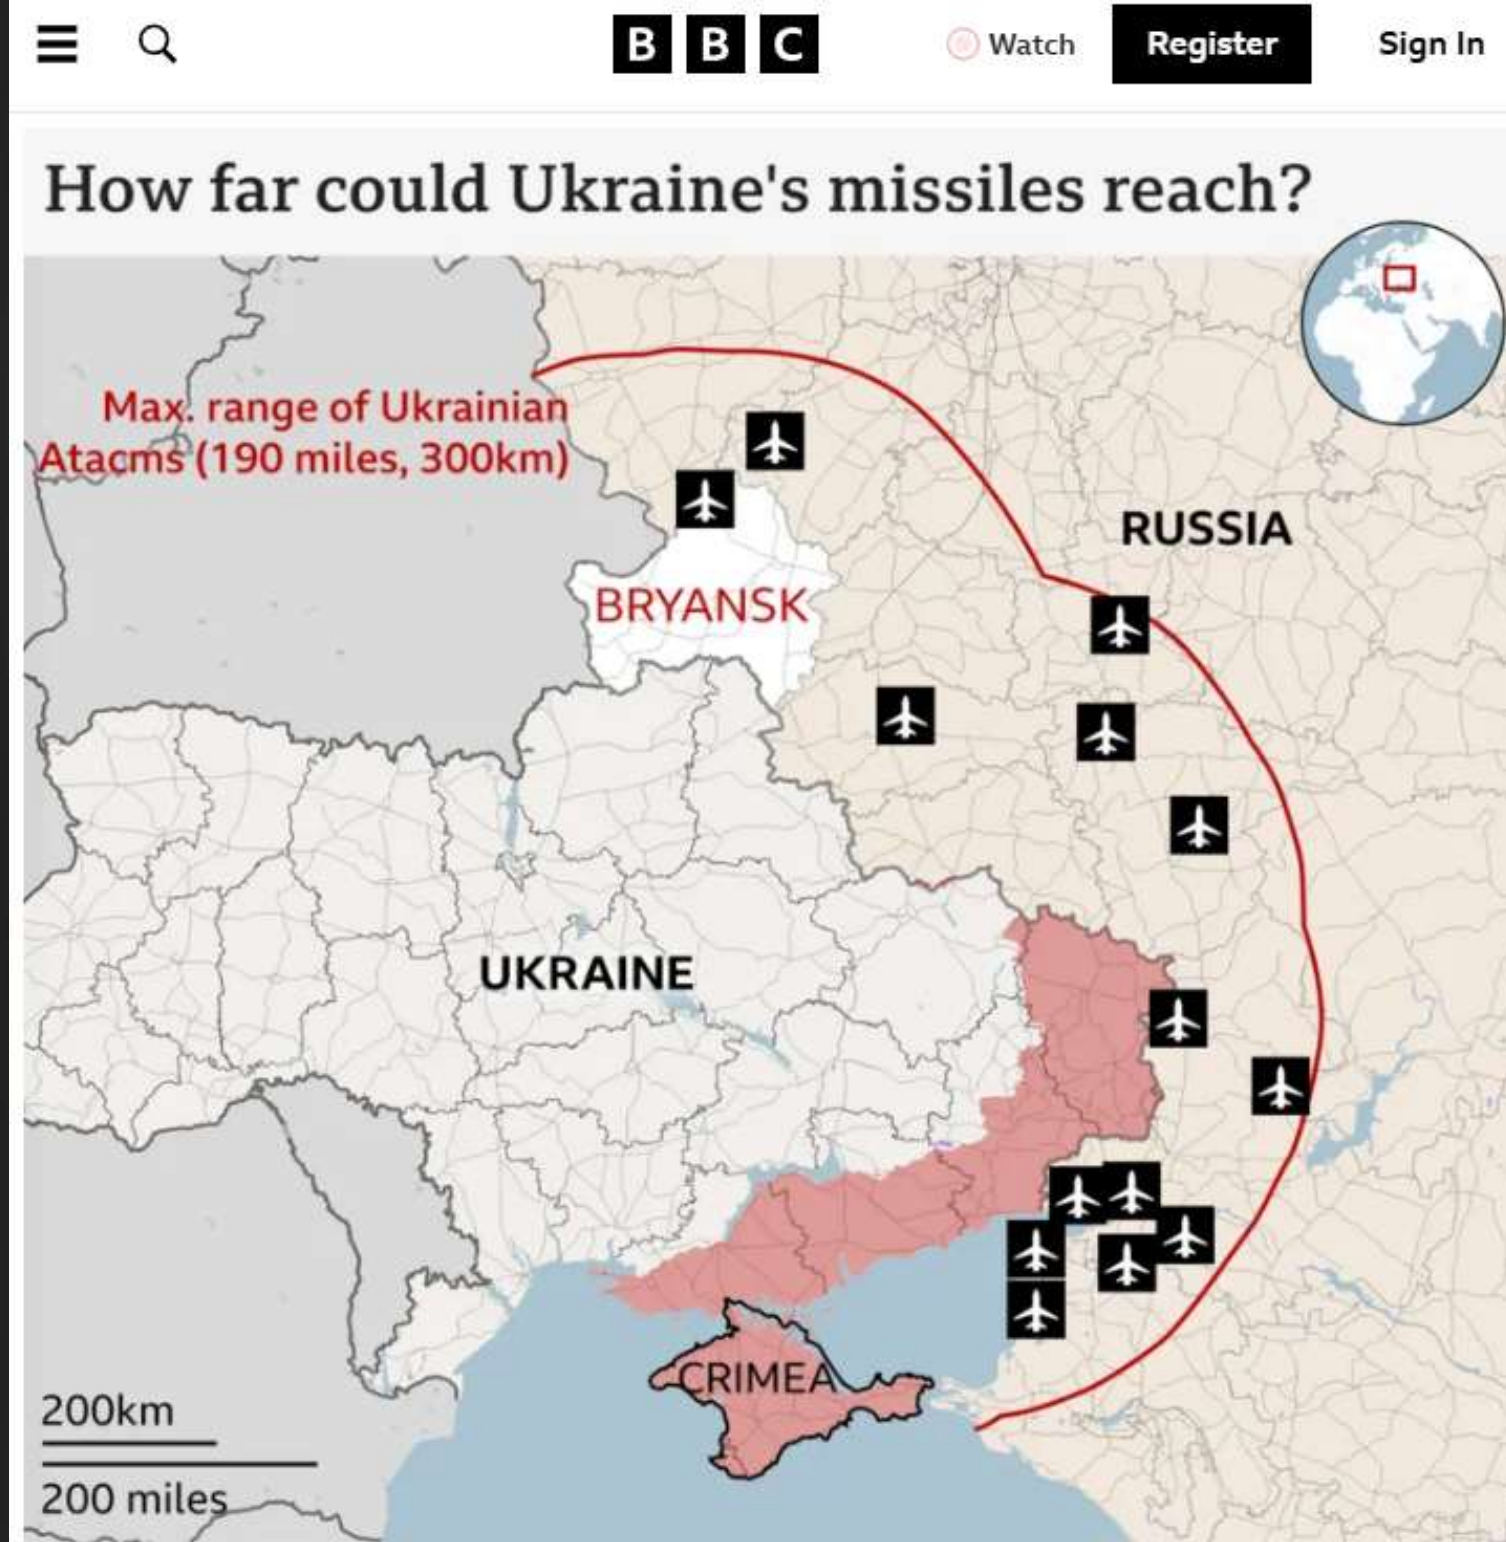 BBC
Watch
Register
Sign In
How far could Ukraine's missiles reach?
Max. range of Ukrainian
Atacms (190 miles, 300km)
RUSSIA
BRYANSK
UKRAINE
CRIMEA
200km
200 miles